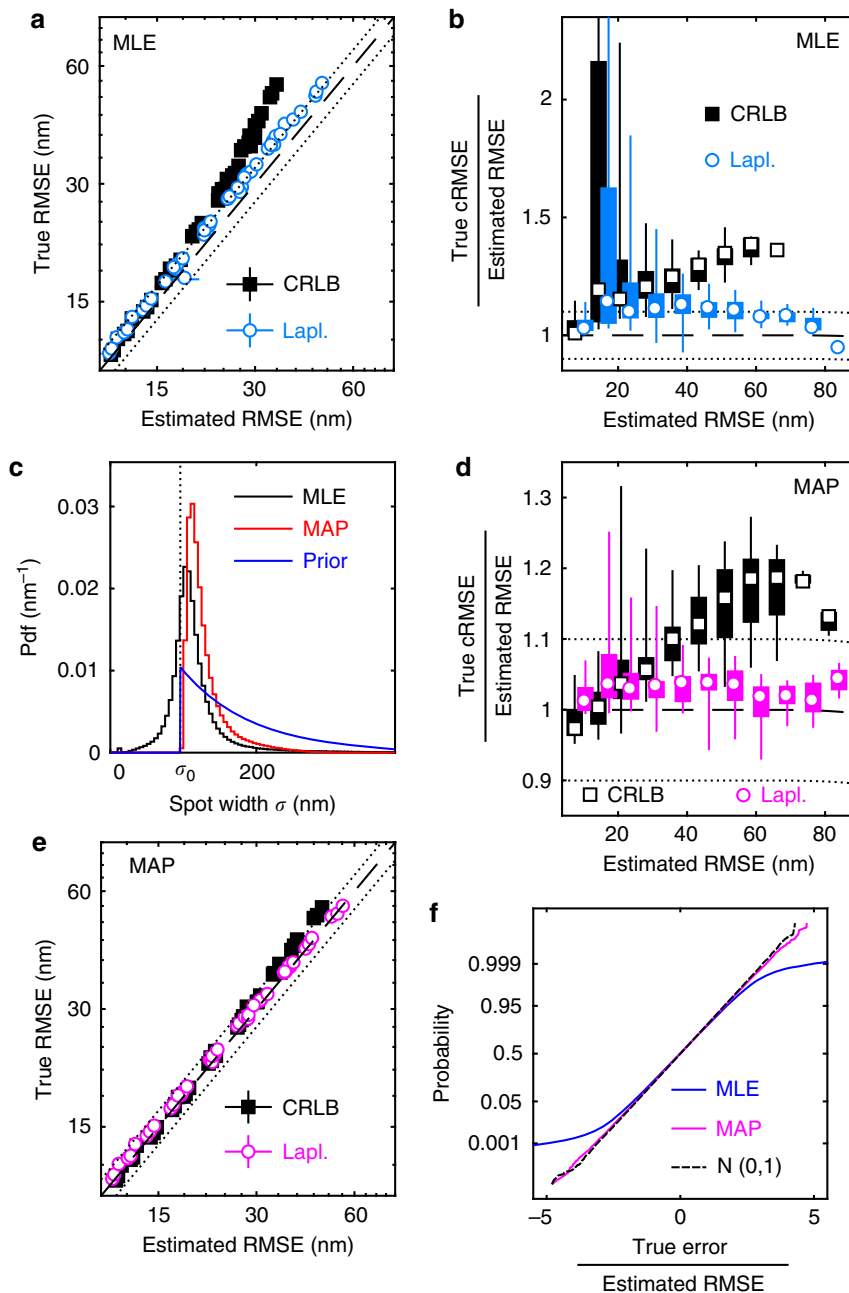 a
MLE
60
30
15
True RMSE (nm)
CRLB
Lapl.
15 30 60
Estimated RMSE (nm)
b
MLE
2
1.5
1
True cRMSE
Estimated RMSE
CRLB
Lapl.
20 40 60 80
Estimated RMSE (nm)
c
0.03
0.02
0.01
0
Pdf (nm⁻¹)
MLE
MAP
Prior
0 σ₀ 200
Spot width σ (nm)
d
MAP
1.3
1.2
1.1
1
0.9
True cRMSE
Estimated RMSE
CRLB
Lapl.
20 40 60 80
Estimated RMSE (nm)
e
MAP
60
30
15
True RMSE (nm)
CRLB
Lapl.
15 30 60
Estimated RMSE (nm)
f
0.999
0.95
0.5
0.05
0.001
Probability
MLE
MAP
N (0,1)
–5 0 5
True error
Estimated RMSE